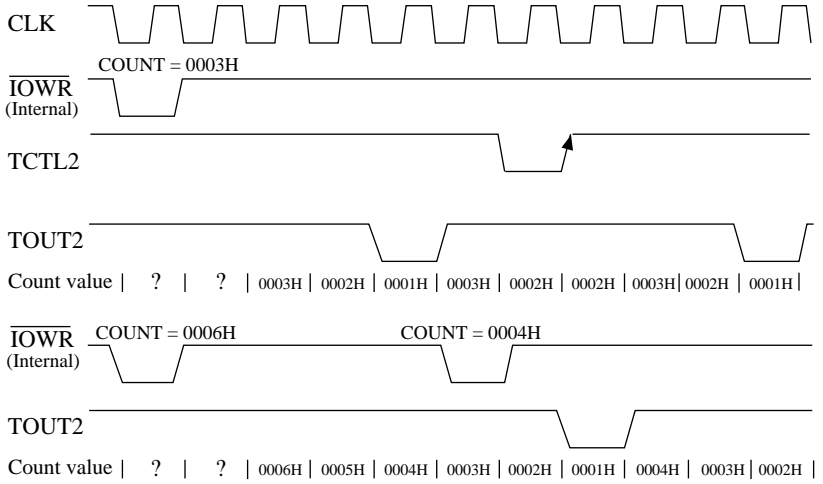 CLK
COUNT = 0003H
IOWR
(Internal)
TCTL2
TOUT2
Count value | ? | ? | 0003H | 0002H | 0001H | 0003H | 0002H | 0002H | 0003H | 0002H | 0001H |
IOWR COUNT = 0006H COUNT = 0004H
(Internal)
TOUT2
Count value | ? | ? | 0006H | 0005H | 0004H | 0003H | 0002H | 0001H | 0004H | 0003H | 0002H |